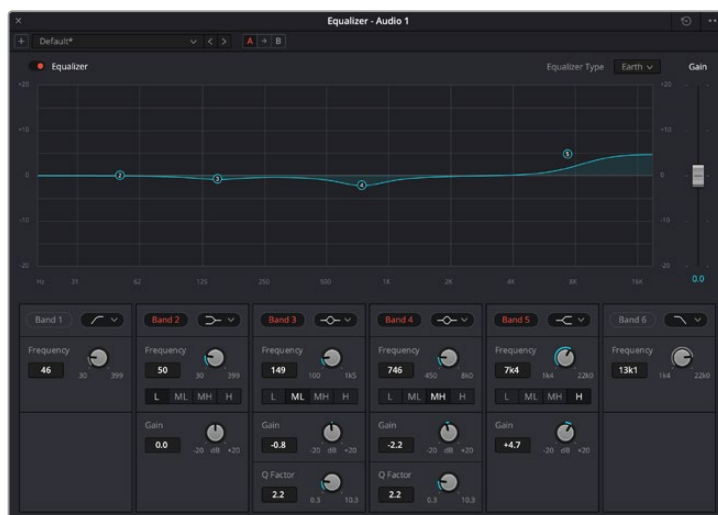 Equalizer - Audio 1
Default*
A B
Equalizer
Equalizer Type Earth Gain
+20 +20
+10 +10
0 0
-10 -10
-20 -20
2 3 4 5
Hz 31 62 125 250 500 1K 2K 4K 8K 16K
0.0
Band 1 Band 2 Band 3 Band 4 Band 5 Band 6
Frequency Frequency Frequency Frequency Frequency Frequency
46 30 399 50 30 399 149 100 1k5 746 450 8k0 7k4 1k4 22k0 13k1 1k4 22k0
L ML MH H L ML MH H L ML MH H L ML MH H
Gain Gain Gain Gain
0.0 -20 dB +20 -0.8 -20 dB +20 -2.2 -20 dB +20 +4.7 -20 dB +20
Q Factor Q Factor
2.2 0.3 10.3 2.2 0.3 10.3